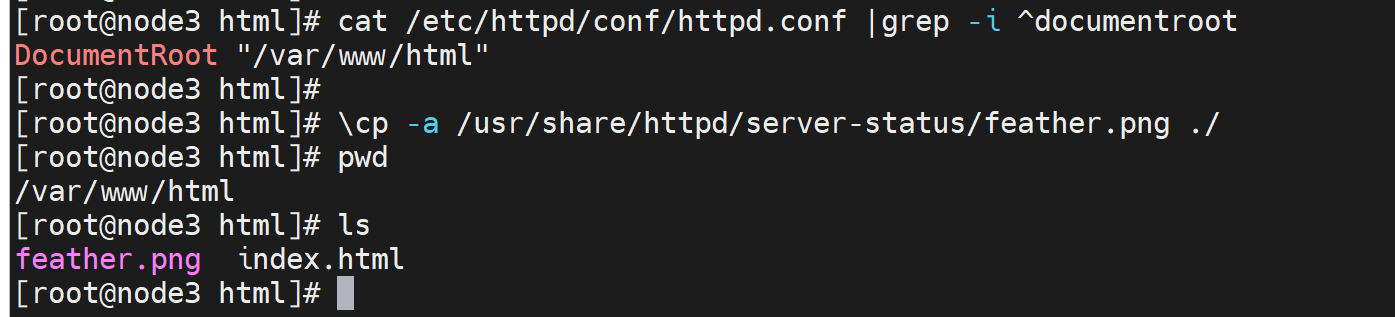 [root@node3 html]# cat /etc/httpd/conf/httpd.conf |grep -i ^documentroot
DocumentRoot "/var/www/html"
[root@node3 html]#
[root@node3 html]# \cp -a /usr/share/httpd/server-status/feather.png ./
[root@node3 html]# pwd
/var/www/html
[root@node3 html]# ls
feather.png  index.html
[root@node3 html]#